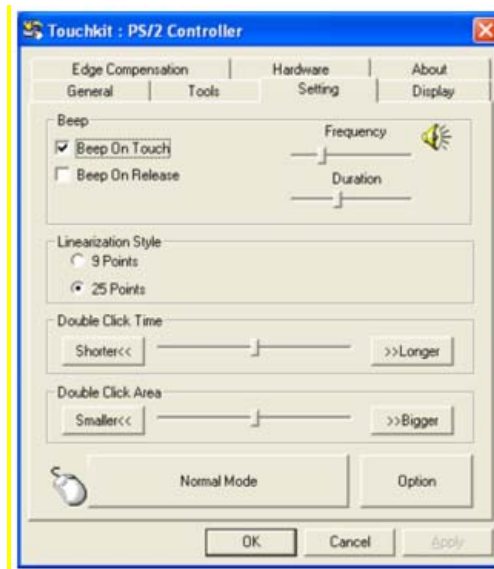 Touchkit : PS/2 Controller
Edge Compensation Hardware About
General Tools Setting Display
Beep
Beep On Touch
Beep On Release
Frequency
Duration
Linearization Style
9 Points
25 Points
Double Click Time
Shorter<< >>Longer
Double Click Area
Smaller<< >>Bigger
Normal Mode Option
OK Cancel Apply